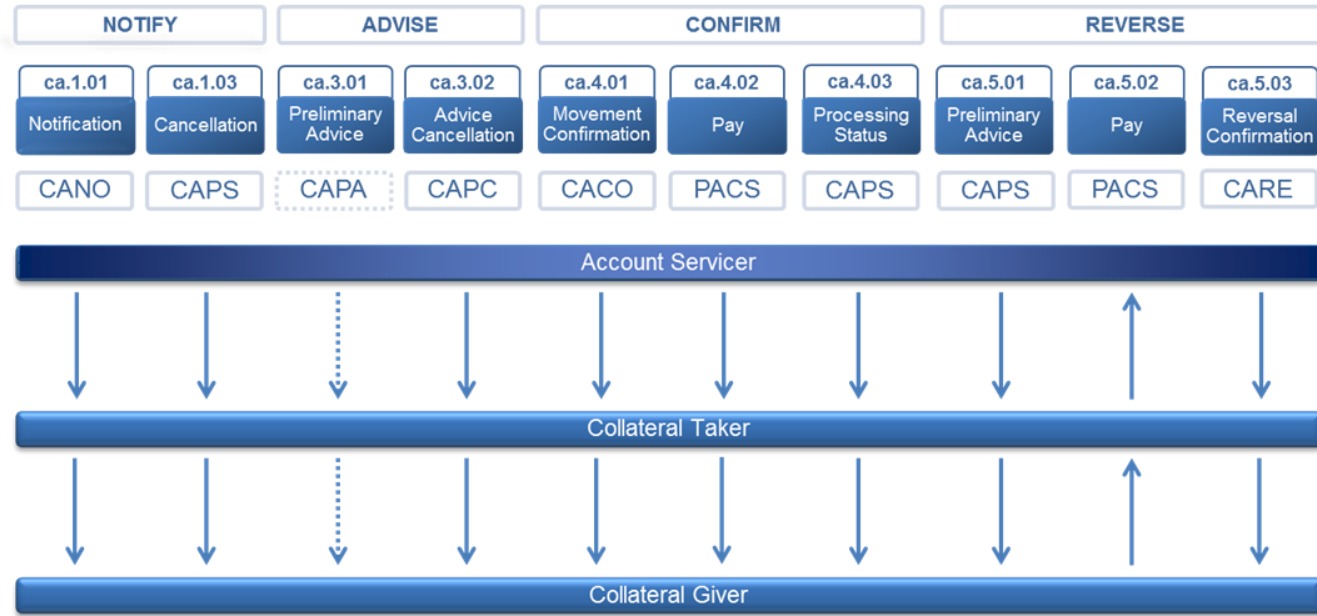 NOTIFY ADVISE CONFIRM REVERSE
ca.1.01 ca.1.03 ca.3.01 ca.3.02 ca.4.01 ca.4.02 ca.4.03 ca.5.01 ca.5.02 ca.5.03
Notification
Cancellation
Preliminary
Advice
Advice
Cancellation
Movement
Confirmation
Pay
Processing
Status
Preliminary
Advice
Pay
Reversal
Confirmation
CANO CAPS CAPA CAPC CACO PACS CAPS CAPS PACS CARE
Account Servicer
Collateral Taker
Collateral Giver